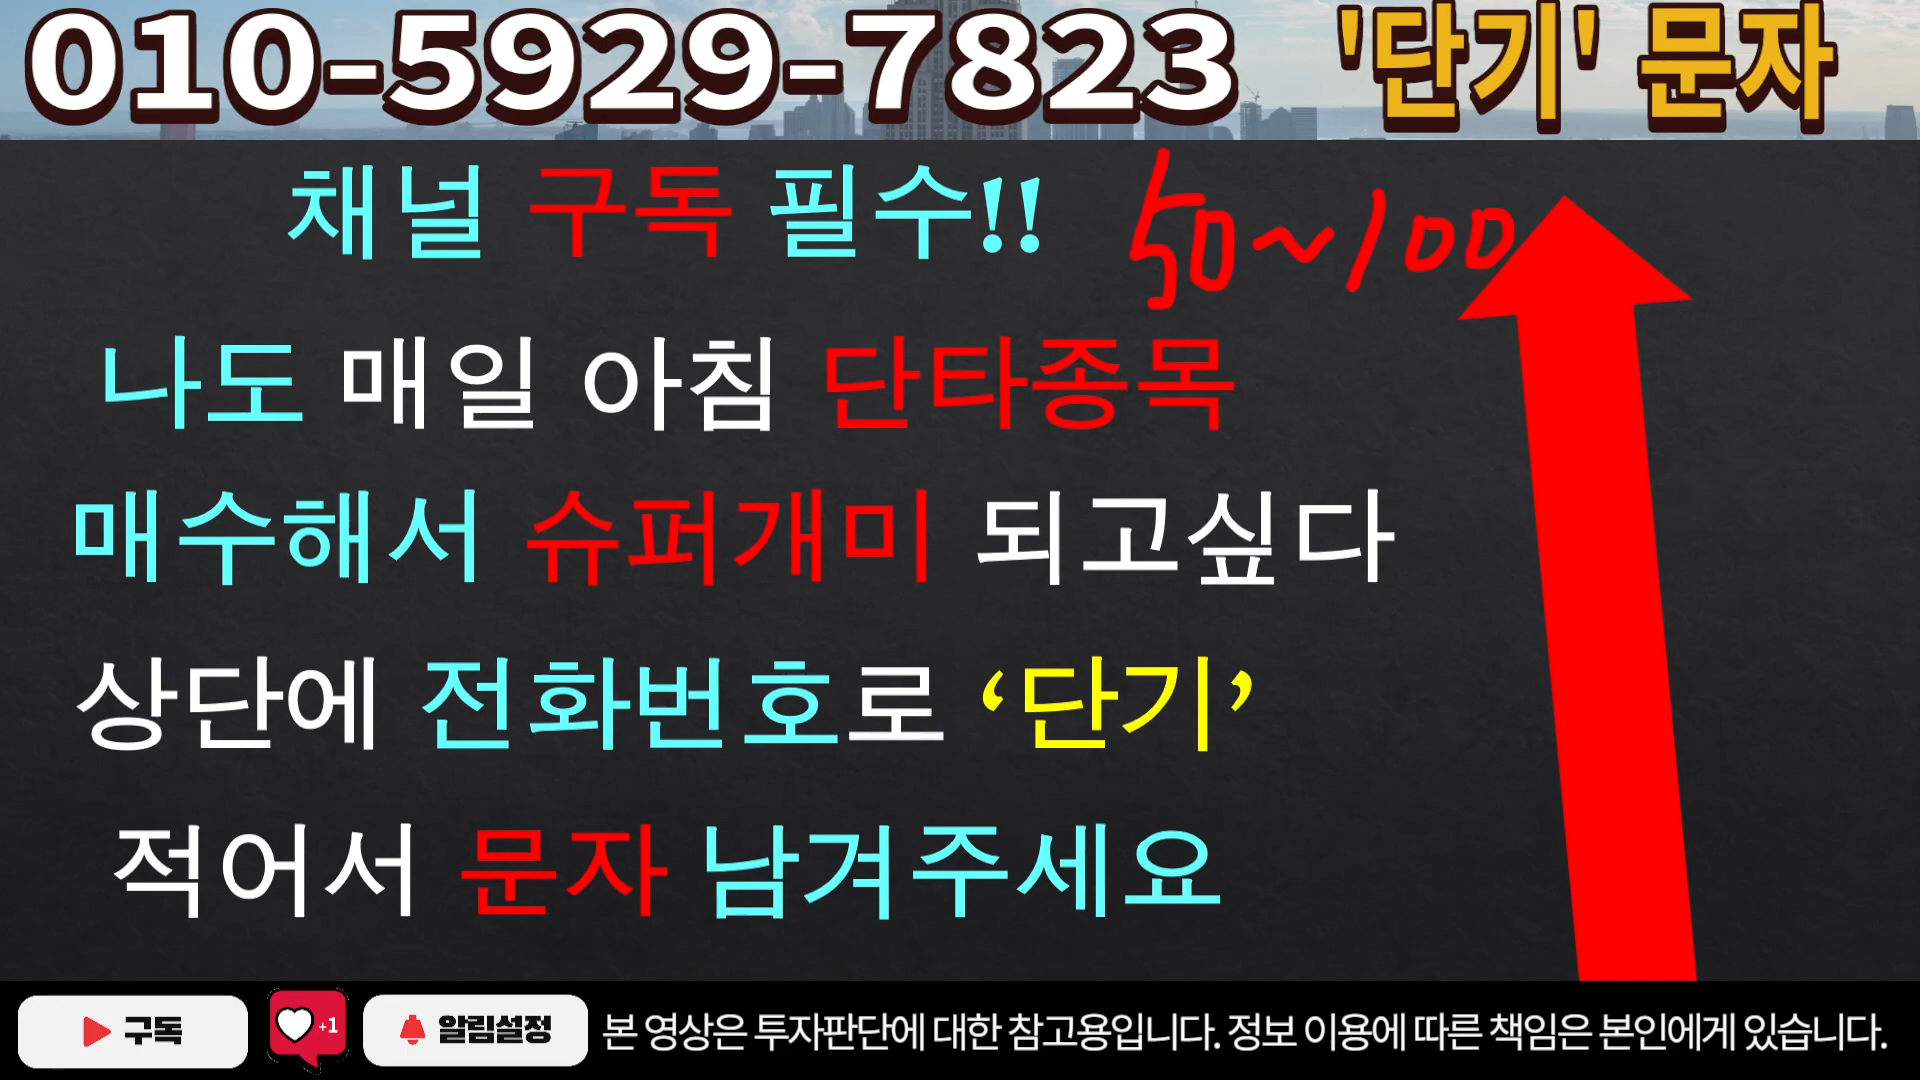 010-5929-7823 '단기' 문자
채널 구독 필수!! 50~100
나도 매일 아침 단타종목
매수해서 슈퍼개미 되고싶다
상단에 전화번호로 ‘단기’
적어서 문자 남겨주세요
구독 +1 알림설정 본 영상은 투자판단에 대한 참고용입니다. 정보 이용에 따른 책임은 본인에게 있습니다.